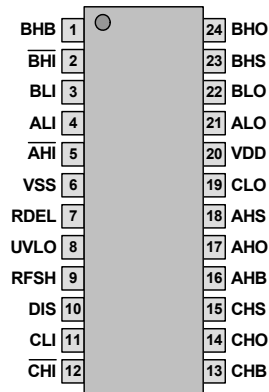 BHB 1 24 BHO
BHI 2 23 BHS
BLI 3 22 BLO
ALI 4 21 ALO
AHI 5 20 VDD
VSS 6 19 CLO
RDEL 7 18 AHS
UVLO 8 17 AHO
RFSH 9 16 AHB
DIS 10 15 CHS
CLI 11 14 CHO
CHI 12 13 CHB